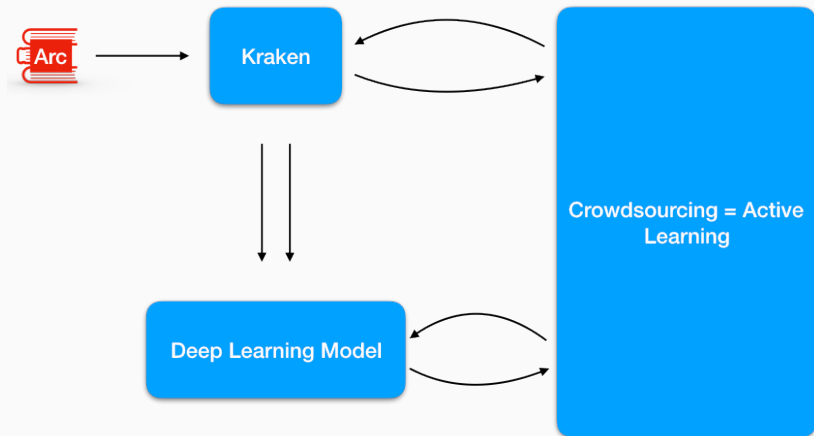 Arc
Kraken
Crowdsourcing = Active
Learning
Deep Learning Model